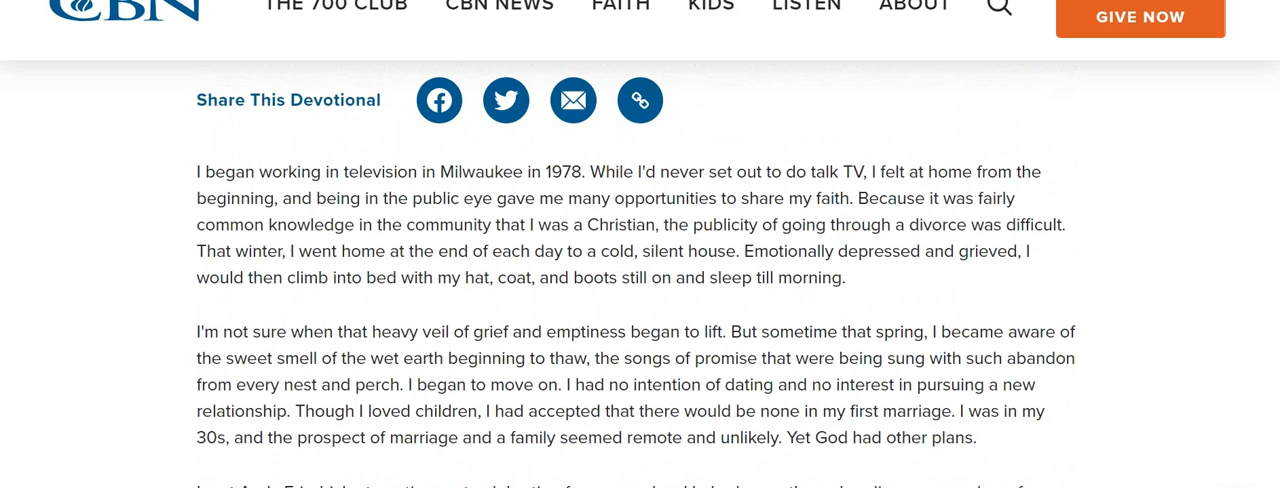 CBN
THE 700 CLUB CBN NEWS FAITH KIDS LISTEN ABOUT
GIVE NOW
Share This Devotional
I began working in television in Milwaukee in 1978. While I'd never set out to do talk TV, I felt at home from the
beginning, and being in the public eye gave me many opportunities to share my faith. Because it was fairly
common knowledge in the community that I was a Christian, the publicity of going through a divorce was difficult.
That winter, I went home at the end of each day to a cold, silent house. Emotionally depressed and grieved, I
would then climb into bed with my hat, coat, and boots still on and sleep till morning.
I'm not sure when that heavy veil of grief and emptiness began to lift. But sometime that spring, I became aware of
the sweet smell of the wet earth beginning to thaw, the songs of promise that were being sung with such abandon
from every nest and perch. I began to move on. I had no intention of dating and no interest in pursuing a new
relationship. Though I loved children, I had accepted that there would be none in my first marriage. I was in my
30s, and the prospect of marriage and a family seemed remote and unlikely. Yet God had other plans.